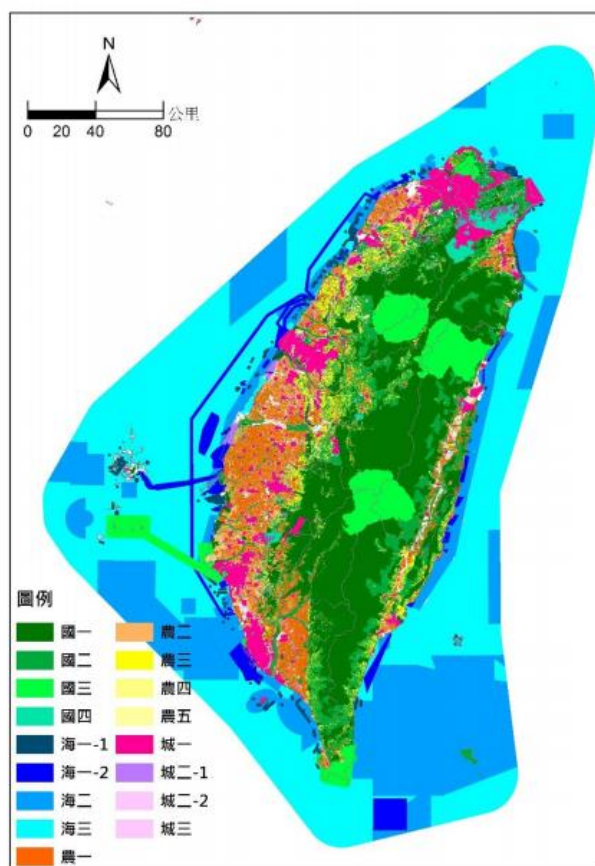 N
公里
0 20 40 80
圖例
國一 農二
國二 農三
國三 農四
國四 農五
海一-1 城一
海一-2 城二-1
海二 城二-2
海三 城三
農一